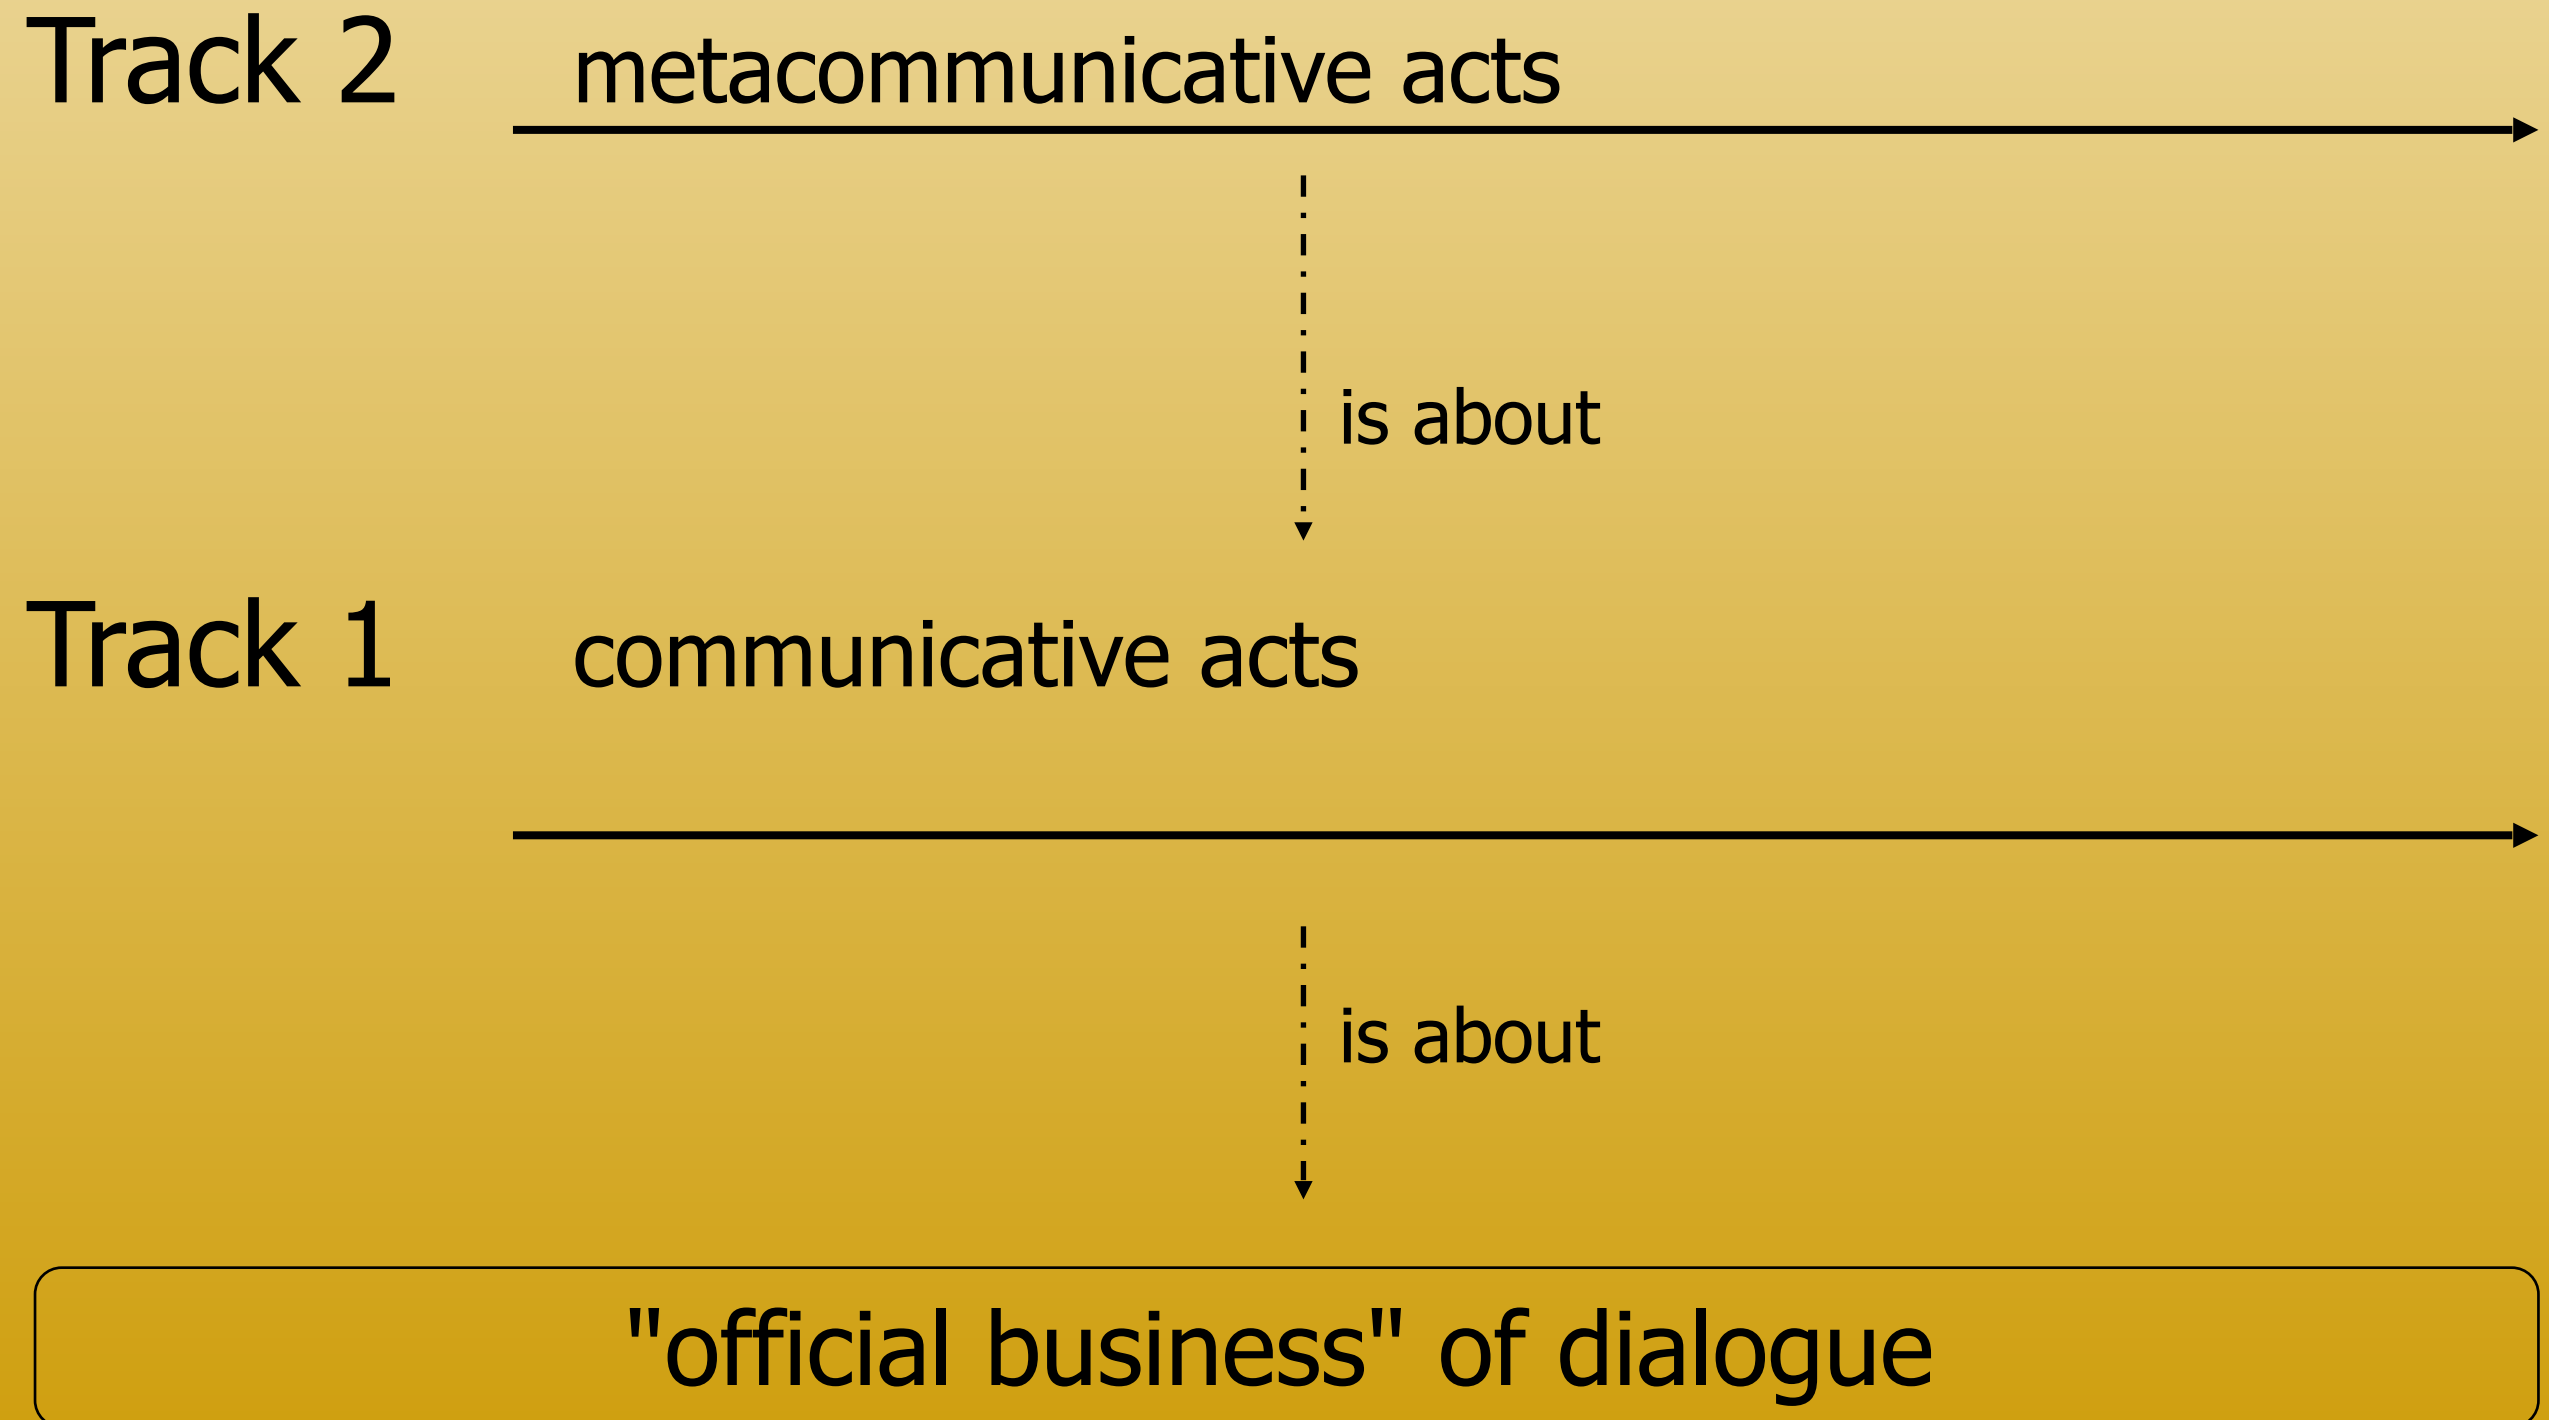 Track 2 metacommunicative acts
is about
Track 1 communicative acts
is about
"official business" of dialogue